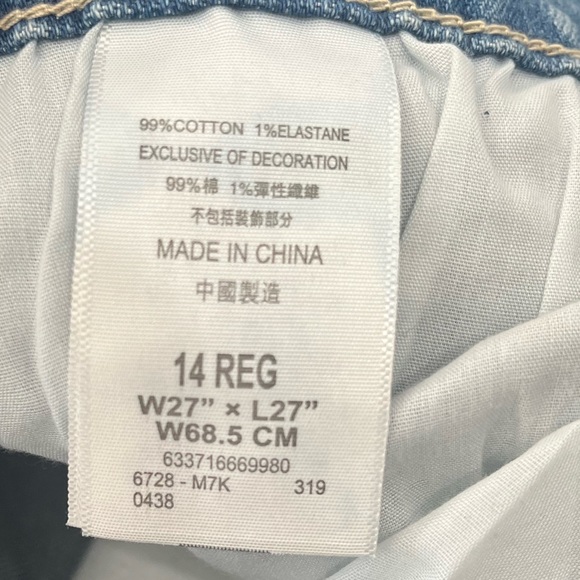 99%COTTON 1%ELASTANE
EXCLUSIVE OF DECORATION
99%棉 1%彈性纖維
不包括裝飾部分
MADE IN CHINA
中國製造
14 REG
W27" × L27"
W68.5 CM
633716669980
6728 - M7K 319
0438